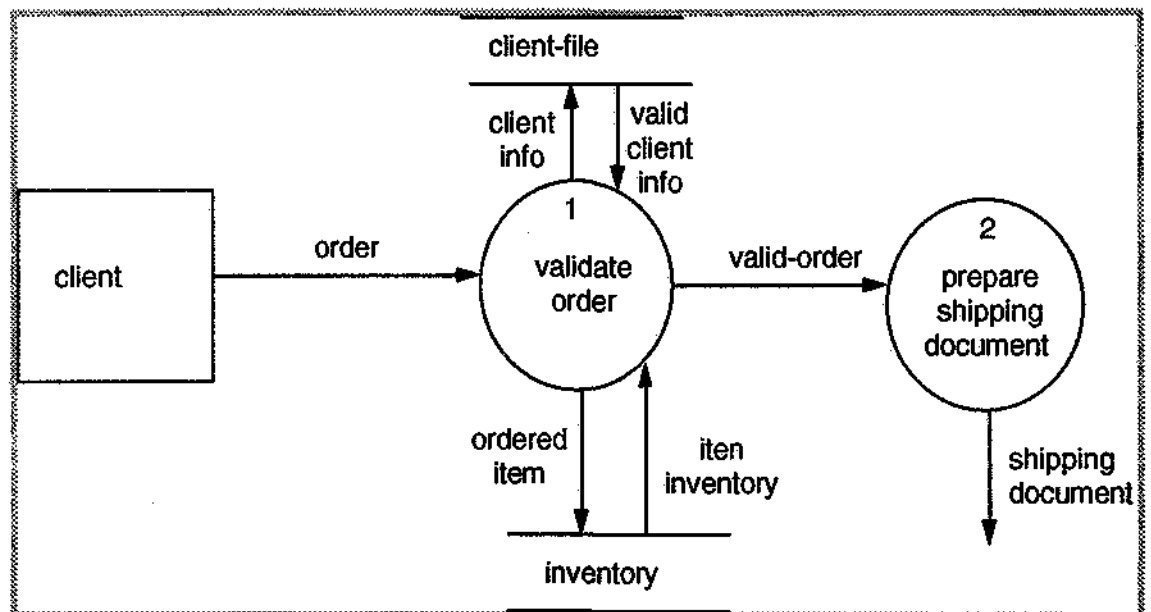 client-file
client
info
valid
client
info
client
order
1
validate
order
valid-order
2
prepare
shipping
document
ordered
item
iten
inventory
shipping
document
inventory